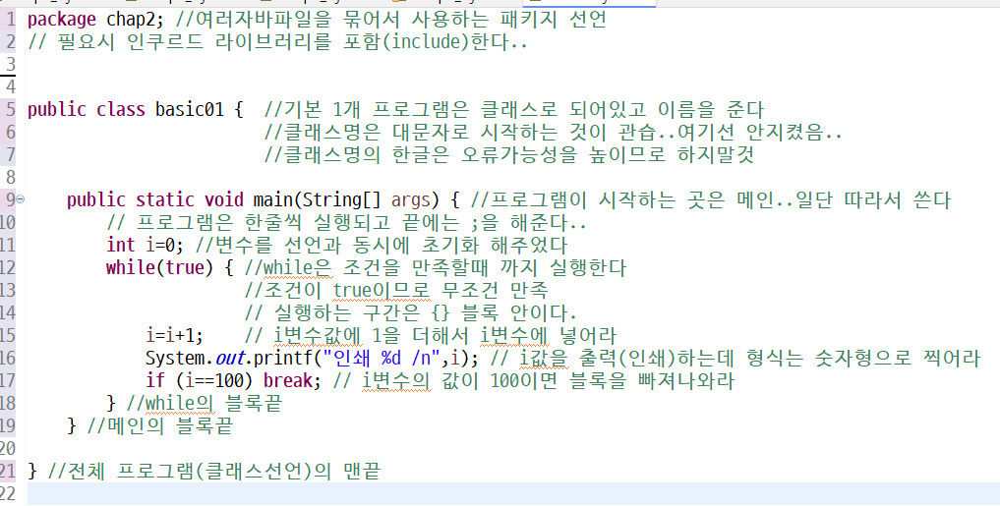 1 package chap2; //여러자바파일을 묶어서 사용하는 패키지 선언
2 // 필요시 인쿠르드 라이브러리를 포함(include)한다..
3
4
5 public class basic01 { //기본 1개 프로그램은 클래스로 되어있고 이름을 준다
6 //클래스명은 대문자로 시작하는 것이 관습..여기선 안지켰음..
7 //클래스명의 한글은 오류가능성을 높이므로 하지말것
8
9 public static void main(String[] args) { //프로그램이 시작하는 곳은 메인..일단 따라서 쓴다
10 // 프로그램은 한줄씩 실행되고 끝에는 ;을 해준다..
11 int i=0; //변수를 선언과 동시에 초기화 해주었다
12 while(true) { //while은 조건을 만족할때 까지 실행한다
13 //조건이 true이므로 무조건 만족
14 // 실행하는 구간은 {} 블록 안이다.
15 i=i+1; // i변수값에 1을 더해서 i변수에 넣어라
16 System.out.printf("인쇄 %d /n",i); // i값을 출력(인쇄)하는데 형식는 숫자형으로 찍어라
17 if (i==100) break; // i변수의 값이 100이면 블록을 빠져나와라
18 } //while의 블록끝
19 } //메인의 블록끝
20
21 } //전체 프로그램(클래스선언)의 맨끝
22